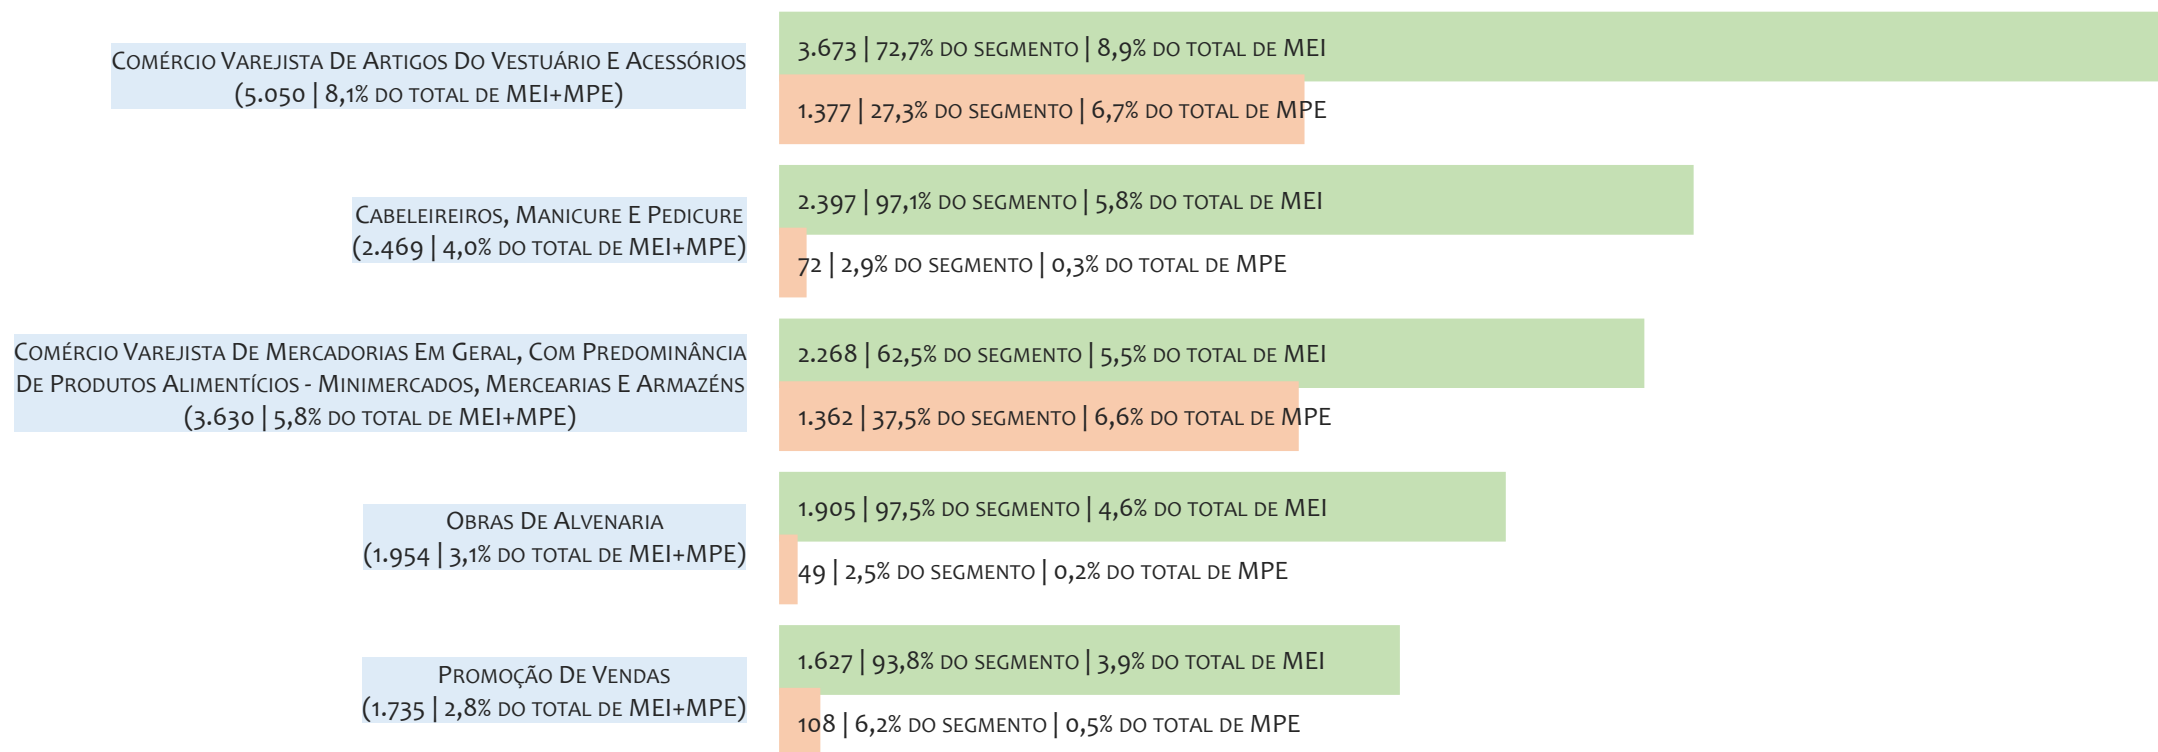 Comércio Varejista De Artigos Do Vestuário E Acessórios
(5.050 | 8,1% do total de MEI+MPE)
3.673 | 72,7% do segmento | 8,9% do total de MEI
1.377 | 27,3% do segmento | 6,7% do total de MPE
Cabeleireiros, Manicure E Pedicure
(2.469 | 4,0% do total de MEI+MPE)
2.397 | 97,1% do segmento | 5,8% do total de MEI
72 | 2,9% do segmento | 0,3% do total de MPE
Comércio Varejista De Mercadorias Em Geral, Com Predominância
De Produtos Alimentícios - Minimercados, Mercearias E Armazéns
(3.630 | 5,8% do total de MEI+MPE)
2.268 | 62,5% do segmento | 5,5% do total de MEI
1.362 | 37,5% do segmento | 6,6% do total de MPE
Obras De Alvenaria
(1.954 | 3,1% do total de MEI+MPE)
1.905 | 97,5% do segmento | 4,6% do total de MEI
49 | 2,5% do segmento | 0,2% do total de MPE
Promoção De Vendas
(1.735 | 2,8% do total de MEI+MPE)
1.627 | 93,8% do segmento | 3,9% do total de MEI
108 | 6,2% do segmento | 0,5% do total de MPE